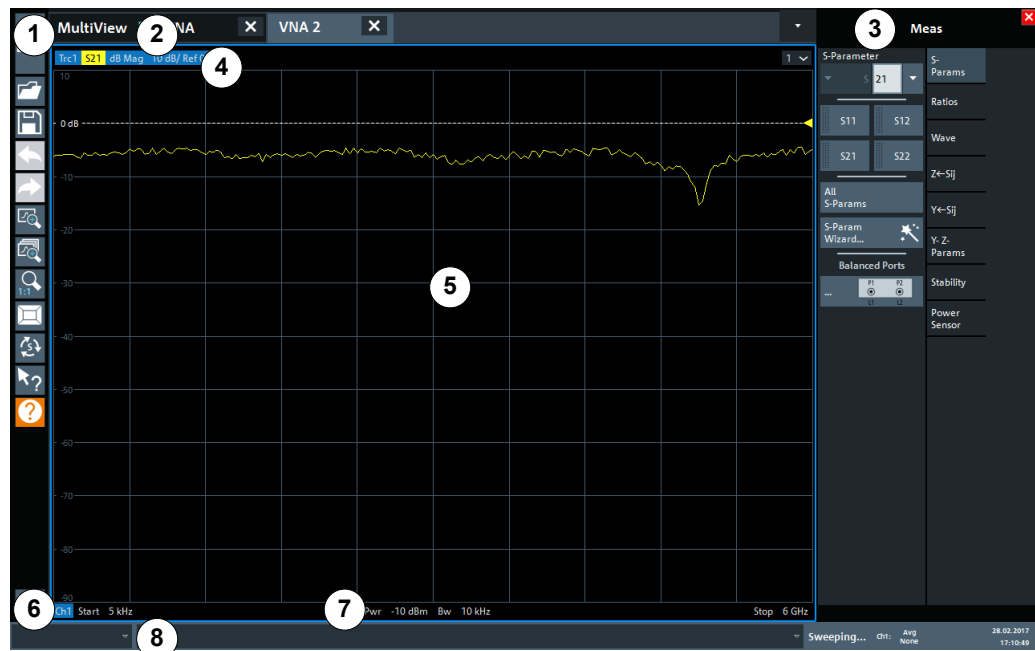 MultiView NA VNA 2
1 2 3 Meas
Trc1 S21 dB Mag 10 dB/ Ref 4 1
10
0 dB
-10
-20
-30
-40
-50
-60
-70
-80
-90
1:1
S
?
?
5
Ch1 Start 5 kHz Pwr -10 dBm Bw 10 kHz Stop 6 GHz
6 7
8
S-Parameter
S 21
S11 S12
S21 S22
All
S-Params
S-Param
Wizard...
Balanced Ports
... P1 P2
L1 L2
S-
Params
Ratios
Wave
Z←Sij
Y←Sij
Y- Z-
Params
Stability
Power
Sensor
Sweeping... Ch1: Avg
None
28.02.2017
17:10:49